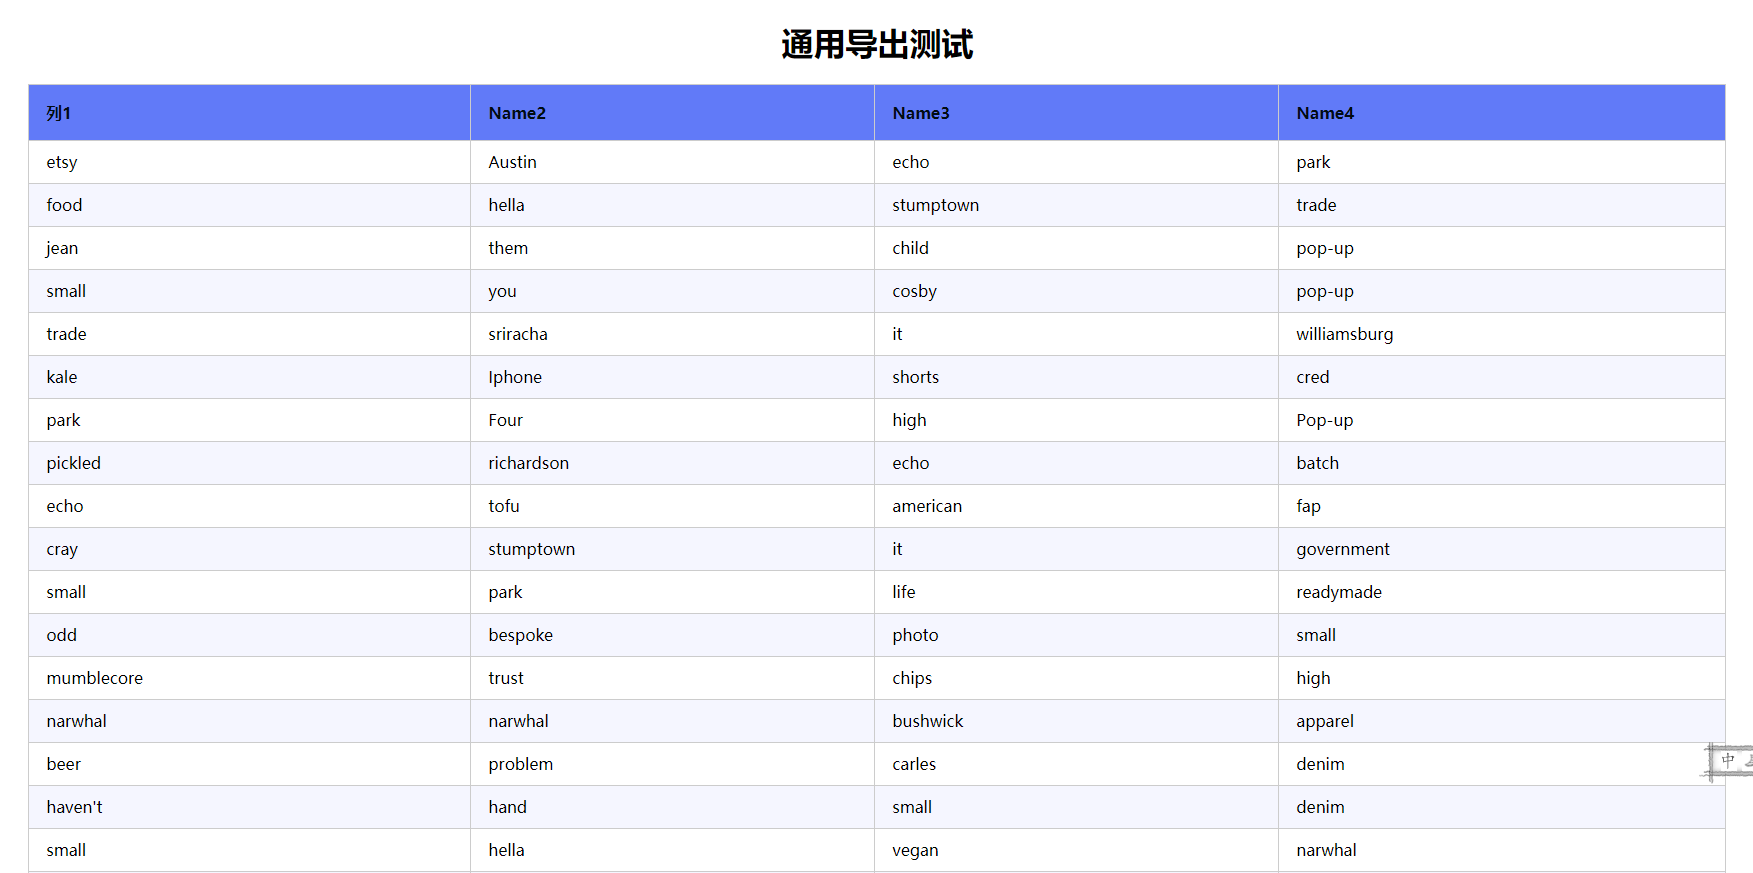 通用导出测试
列1 Name2 Name3 Name4
etsy Austin echo park
food hella stumptown trade
jean them child pop-up
small you cosby pop-up
trade sriracha it williamsburg
kale Iphone shorts cred
park Four high Pop-up
pickled richardson echo batch
echo tofu american fap
cray stumptown it government
small park life readymade
odd bespoke photo small
mumblecore trust chips high
narwhal narwhal bushwick apparel
beer problem carles denim
中
haven't hand small denim
small hella vegan narwhal